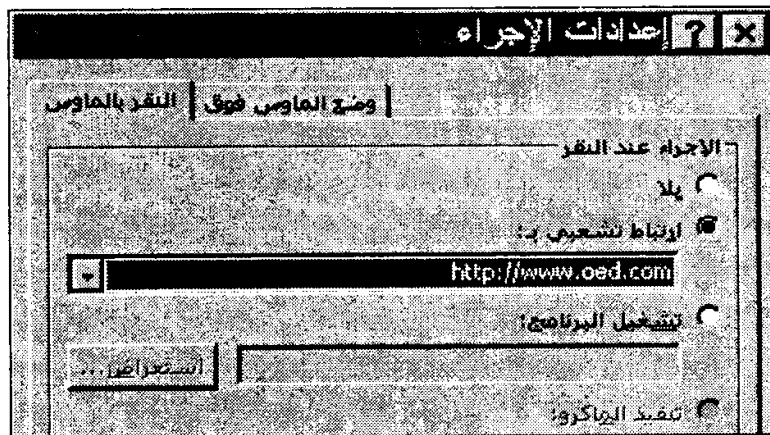 إعدادات الإجراء
النقر بالماوس وضع الماوس فوق
الإجراء عند النقر
بلا
ارتباط تشعبي بـ:
http://www.oed.com
تشغيل البرنامج:
استعراض...
تنفيذ الماكرو: